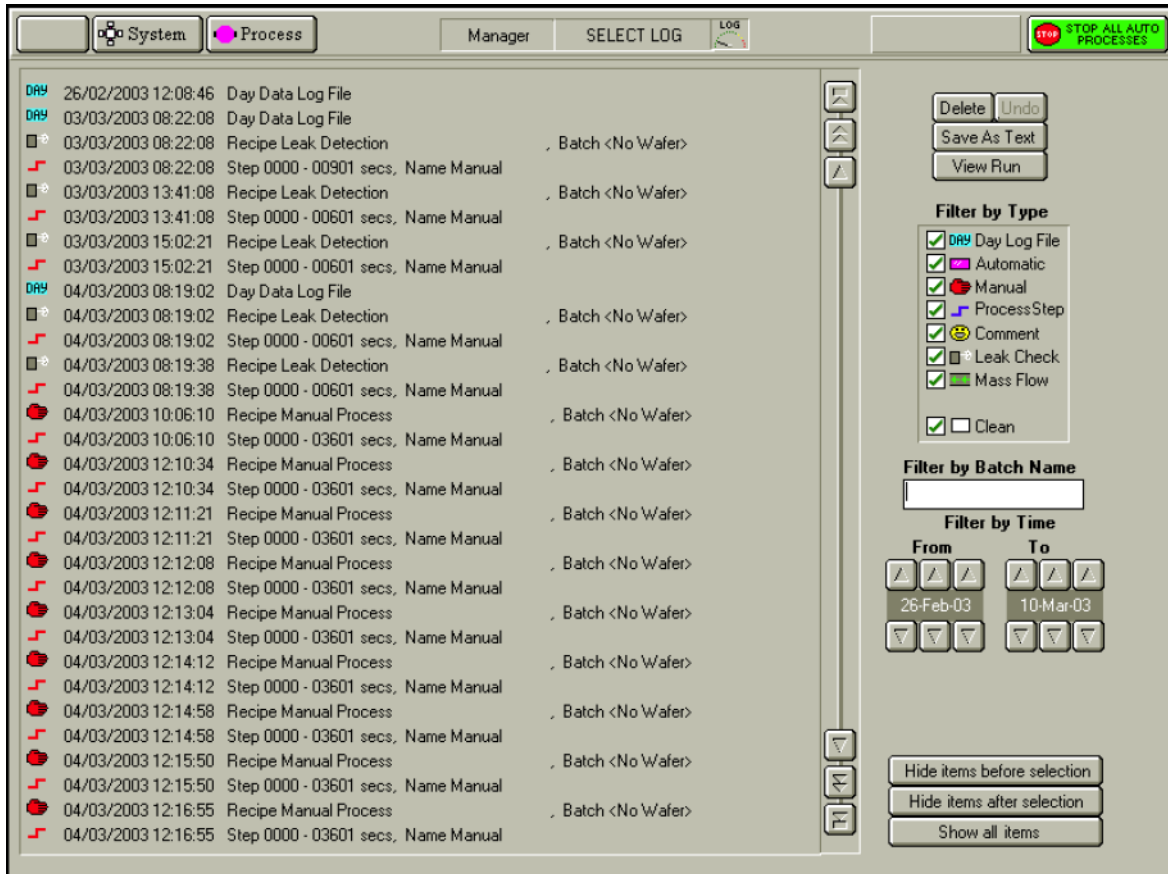 System Process Manager SELECT LOG LOG STOP STOP ALL AUTO PROCESSES
DAY 26/02/2003 12:08:46 Day Data Log File
DAY 03/03/2003 08:22:08 Day Data Log File
03/03/2003 08:22:08 Recipe Leak Detection , Batch <No Wafer>
03/03/2003 08:22:08 Step 0000 - 00901 secs, Name Manual
03/03/2003 13:41:08 Recipe Leak Detection , Batch <No Wafer>
03/03/2003 13:41:08 Step 0000 - 00601 secs, Name Manual
03/03/2003 15:02:21 Recipe Leak Detection , Batch <No Wafer>
03/03/2003 15:02:21 Step 0000 - 00601 secs, Name Manual
DAY 04/03/2003 08:19:02 Day Data Log File
04/03/2003 08:19:02 Recipe Leak Detection , Batch <No Wafer>
04/03/2003 08:19:02 Step 0000 - 00601 secs, Name Manual
04/03/2003 08:19:38 Recipe Leak Detection , Batch <No Wafer>
04/03/2003 08:19:38 Step 0000 - 00601 secs, Name Manual
04/03/2003 10:06:10 Recipe Manual Process , Batch <No Wafer>
04/03/2003 10:06:10 Step 0000 - 03601 secs, Name Manual
04/03/2003 12:10:34 Recipe Manual Process , Batch <No Wafer>
04/03/2003 12:10:34 Step 0000 - 03601 secs, Name Manual
04/03/2003 12:11:21 Recipe Manual Process , Batch <No Wafer>
04/03/2003 12:11:21 Step 0000 - 03601 secs, Name Manual
04/03/2003 12:12:08 Recipe Manual Process , Batch <No Wafer>
04/03/2003 12:12:08 Step 0000 - 03601 secs, Name Manual
04/03/2003 12:13:04 Recipe Manual Process , Batch <No Wafer>
04/03/2003 12:13:04 Step 0000 - 03601 secs, Name Manual
04/03/2003 12:14:12 Recipe Manual Process , Batch <No Wafer>
04/03/2003 12:14:12 Step 0000 - 03601 secs, Name Manual
04/03/2003 12:14:58 Recipe Manual Process , Batch <No Wafer>
04/03/2003 12:14:58 Step 0000 - 03601 secs, Name Manual
04/03/2003 12:15:50 Recipe Manual Process , Batch <No Wafer>
04/03/2003 12:15:50 Step 0000 - 03601 secs, Name Manual
04/03/2003 12:16:55 Recipe Manual Process , Batch <No Wafer>
04/03/2003 12:16:55 Step 0000 - 03601 secs, Name Manual
Delete Undo
Save As Text
View Run
Filter by Type
DAY Day Log File
Automatic
Manual
Process Step
Comment
Leak Check
Mass Flow
Clean
Filter by Batch Name
Filter by Time
From To
26-Feb-03 10-Mar-03
Hide items before selection
Hide items after selection
Show all items